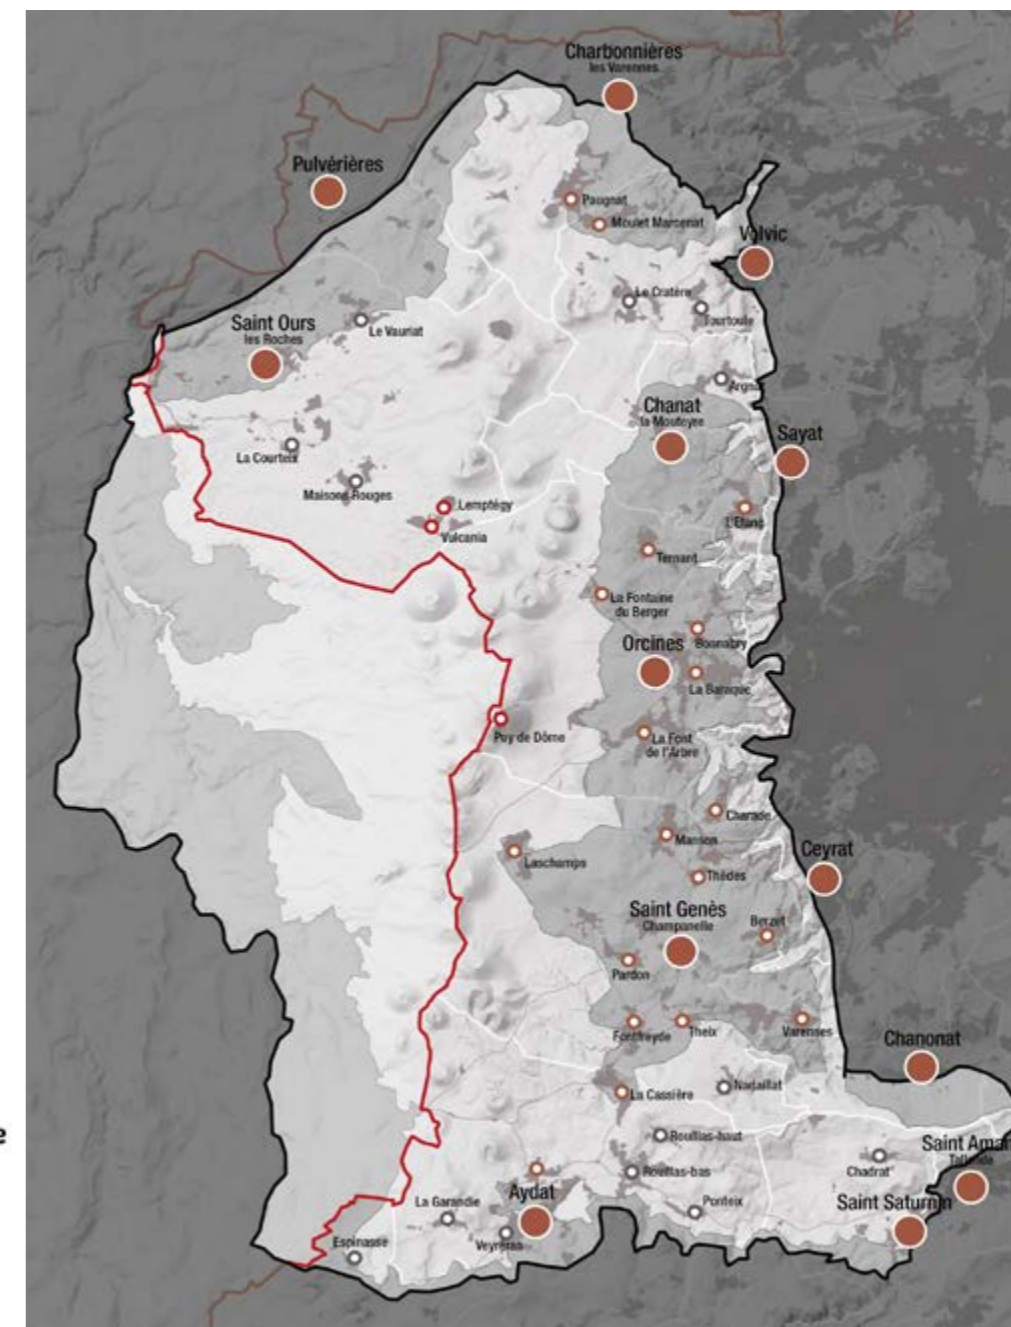 Charbonnières
les Varennes
Pulvérières
Paugnat
Moulet Marcenat
Volvic
Le Cratère
Tourtoule
Saint Ours
les Roches
Le Vauriat
Chanat
la Mouteyre
Sayat
La Courteix
Maisons Rouges
Lemptégy
Vulcania
L'Etang
Ternant
La Fontaine
du Berger
Bonnabry
Orcines
La Baraque
Puy de Dôme
La Font
de l'Arbre
Charade
Manson
Laschamps
Ceyrat
Thèdes
Saint Genès
Champanelle
Berzet
Pardon
Fontfreyde
Theix
Varennes
Chanonat
Nadaillat
La Cassière
e
Rouillas-haut
Saint Amar
Tallende
Chadrat
Rouillas-bas
Aydat
Saint Saturnin
La Garandie
Ponteix
Veyreras
Espinasse